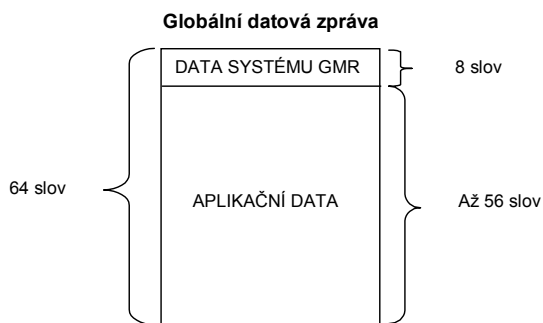 Globální datová zpráva
DATA SYSTÉMU GMR
8 slov
64 slov
APLIKAČNÍ DATA
Až 56 slov